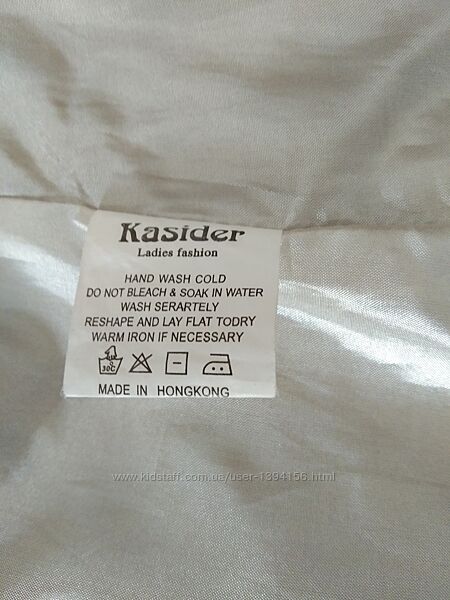 Kasider
Ladies fashion
HAND WASH COLD
DO NOT BLEACH & SOAK IN WATER
WASH SERARTELY
RESHAPE AND LAY FLAT TODRY
WARM IRON IF NECESSARY
30C
MADE IN HONGKONG
www.kidstaff.com.ua/user-1394156.html